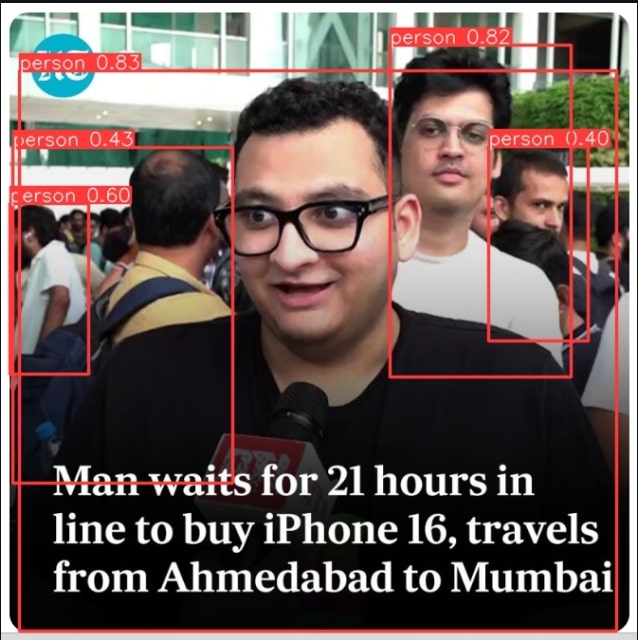 person 0.82
person 0.83
person 0.43
person 0.40
person 0.60
Man waits for 21 hours in
line to buy iPhone 16, travels
from Ahmedabad to Mumbai